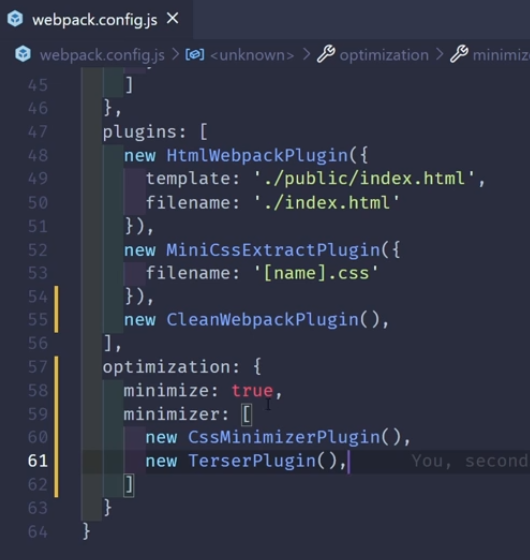 webpack.config.js
webpack.config.js > <unknown> > optimization > minimiz
45 ]
46 },
47 plugins: [
48 new HtmlWebpackPlugin({
49 template: './public/index.html',
50 filename: './index.html'
51 }),
52 new MiniCssExtractPlugin({
53 filename: '[name].css'
54 }),
55 new CleanWebpackPlugin(),
56 ],
57 optimization: {
58 minimize: true,
59 minimizer: [
60 new CssMinimizerPlugin(),
61 new TerserPlugin(), You, second
62 ]
63 }
64 }